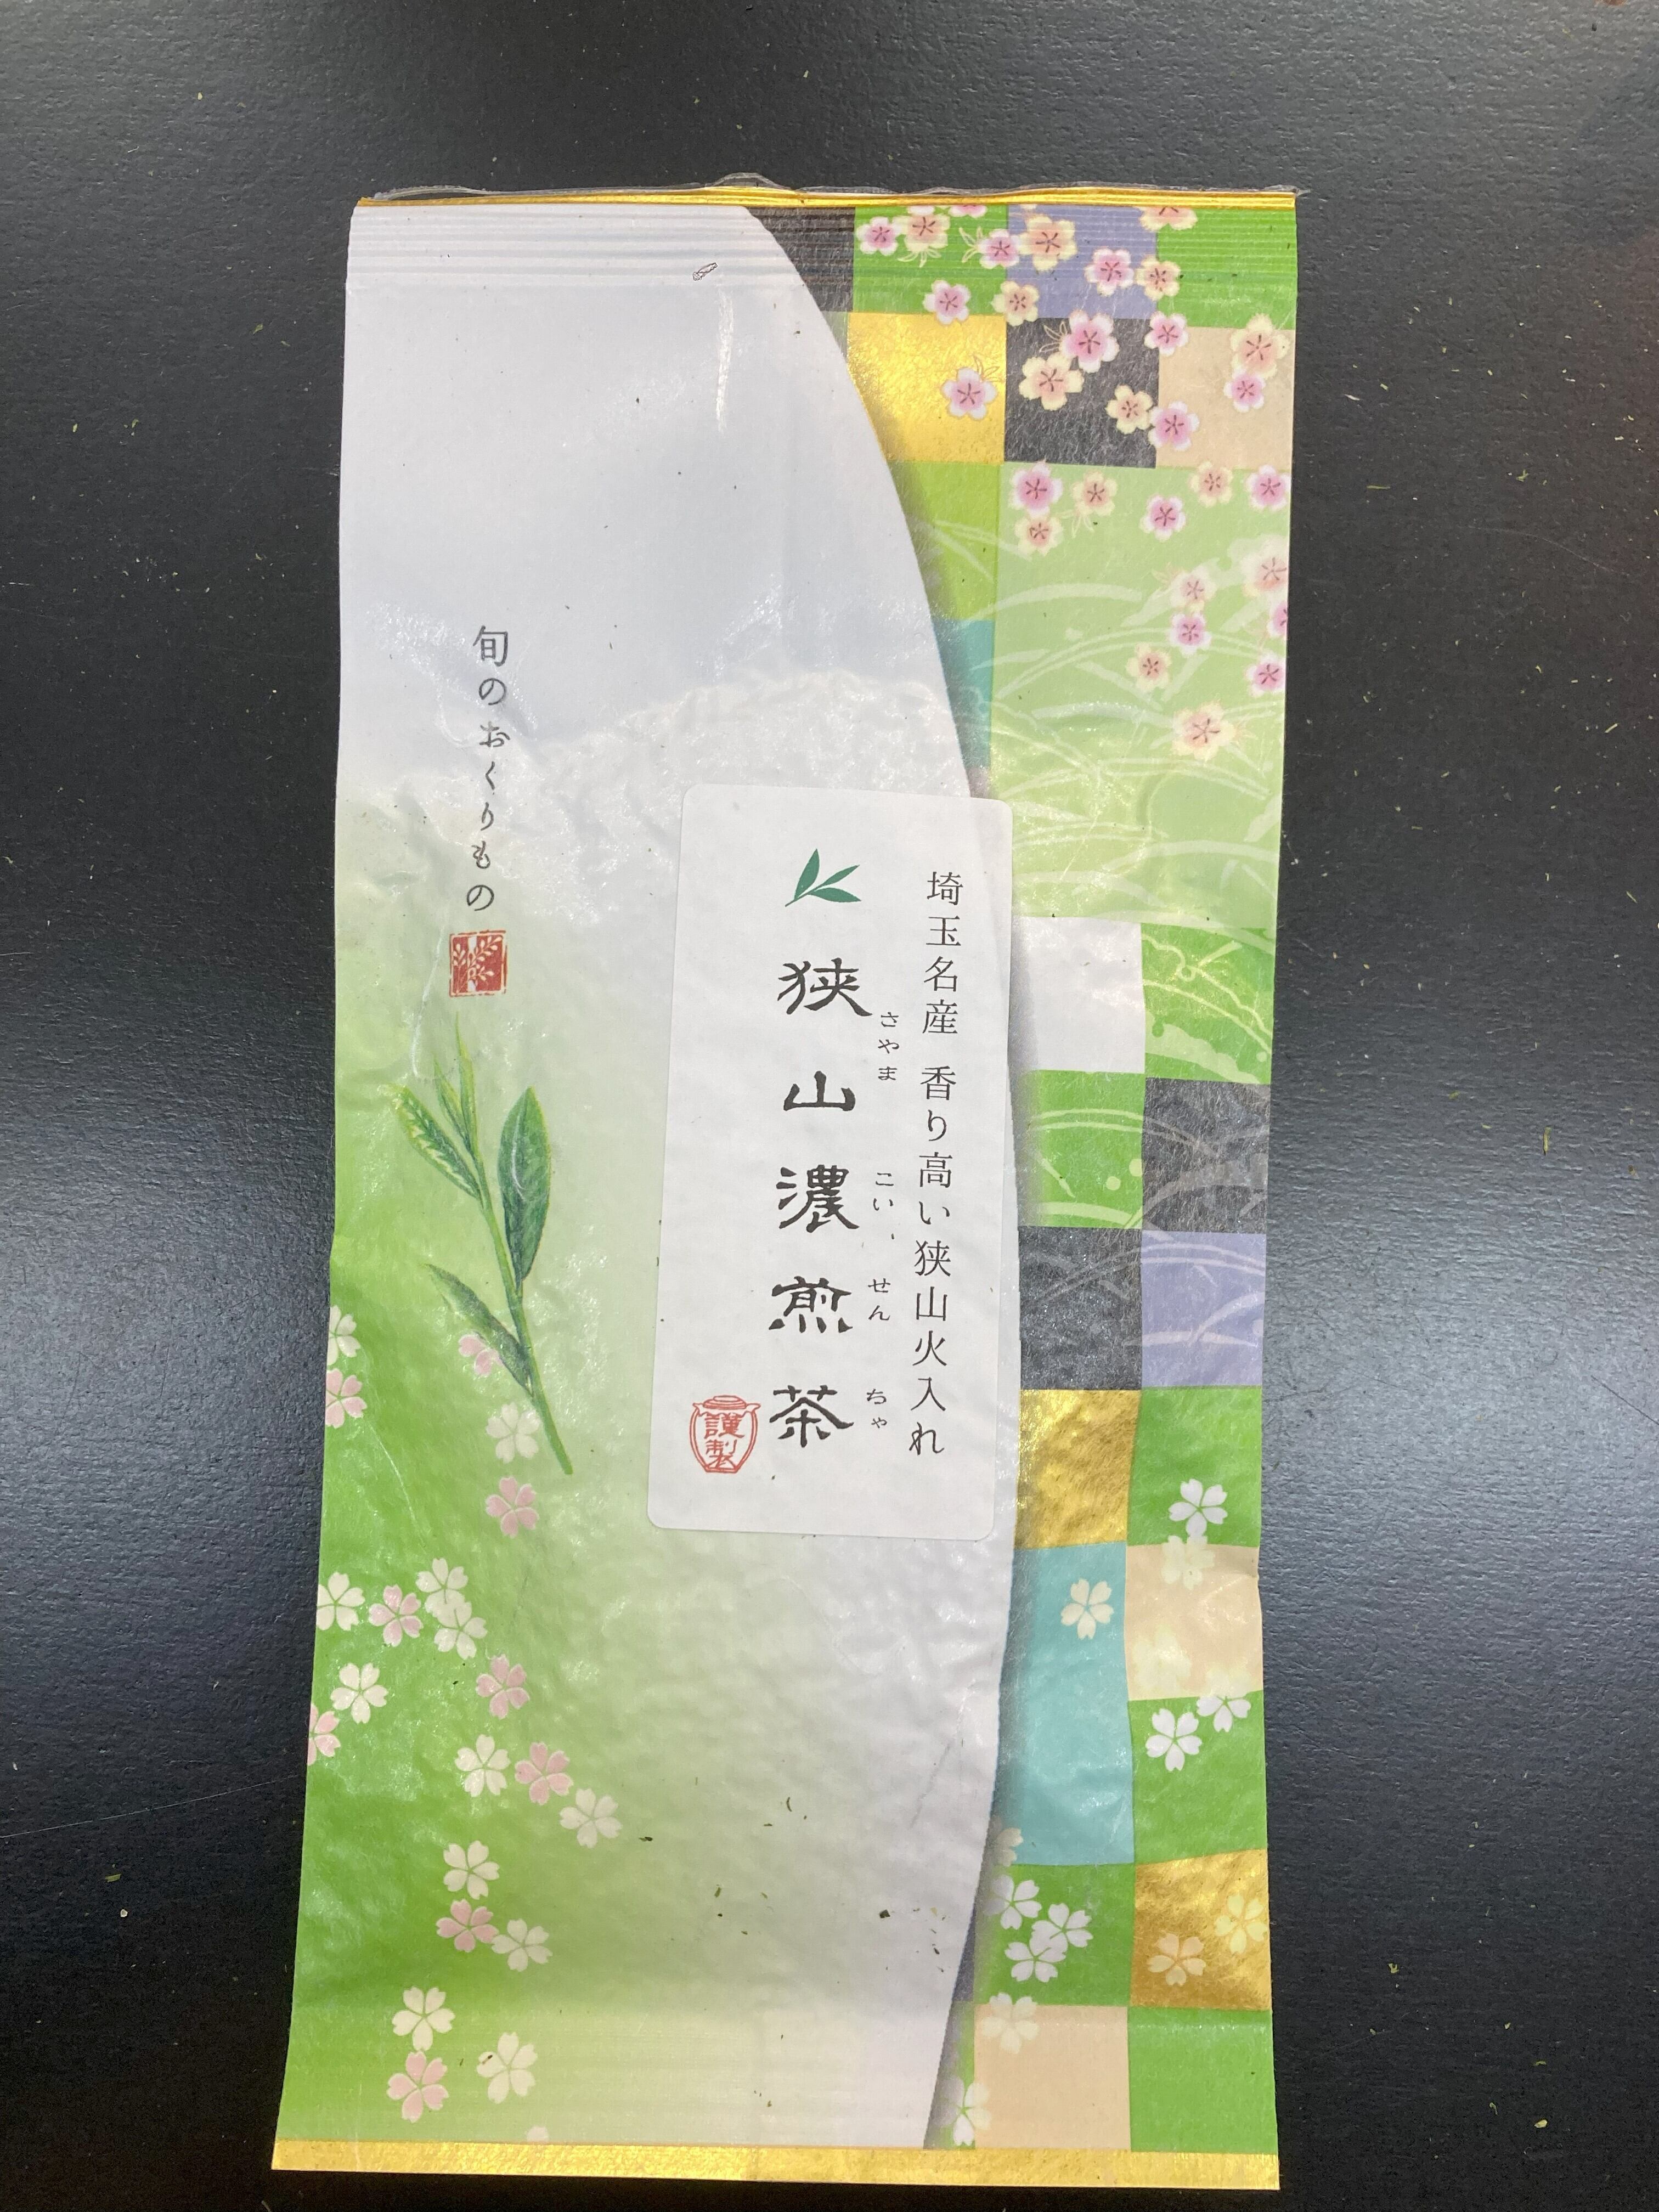 埼玉名産 香り高い狭山火入れ
さやま こい せん ちゃ
狭山濃煎茶
謹製
旬のおくりもの